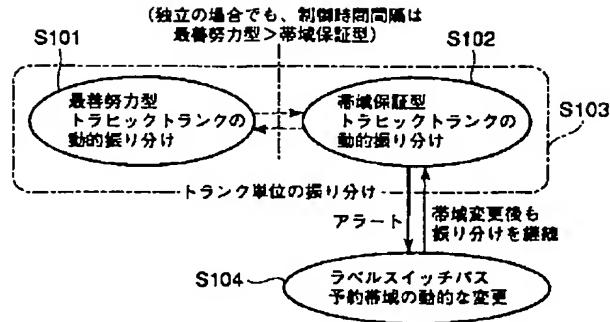 (独立の場合でも、制御時間間隔は
最善努力型＞帯域保証型)
S101
S102
最善努力型
トラヒックトランクの
動的振り分け
帯域保証型
トラヒックトランクの
動的振り分け
S103
トランク単位の振り分け
アラート
帯域変更後も
振り分けを継続
S104
ラベルスイッチパス
予約帯域の動的な変更